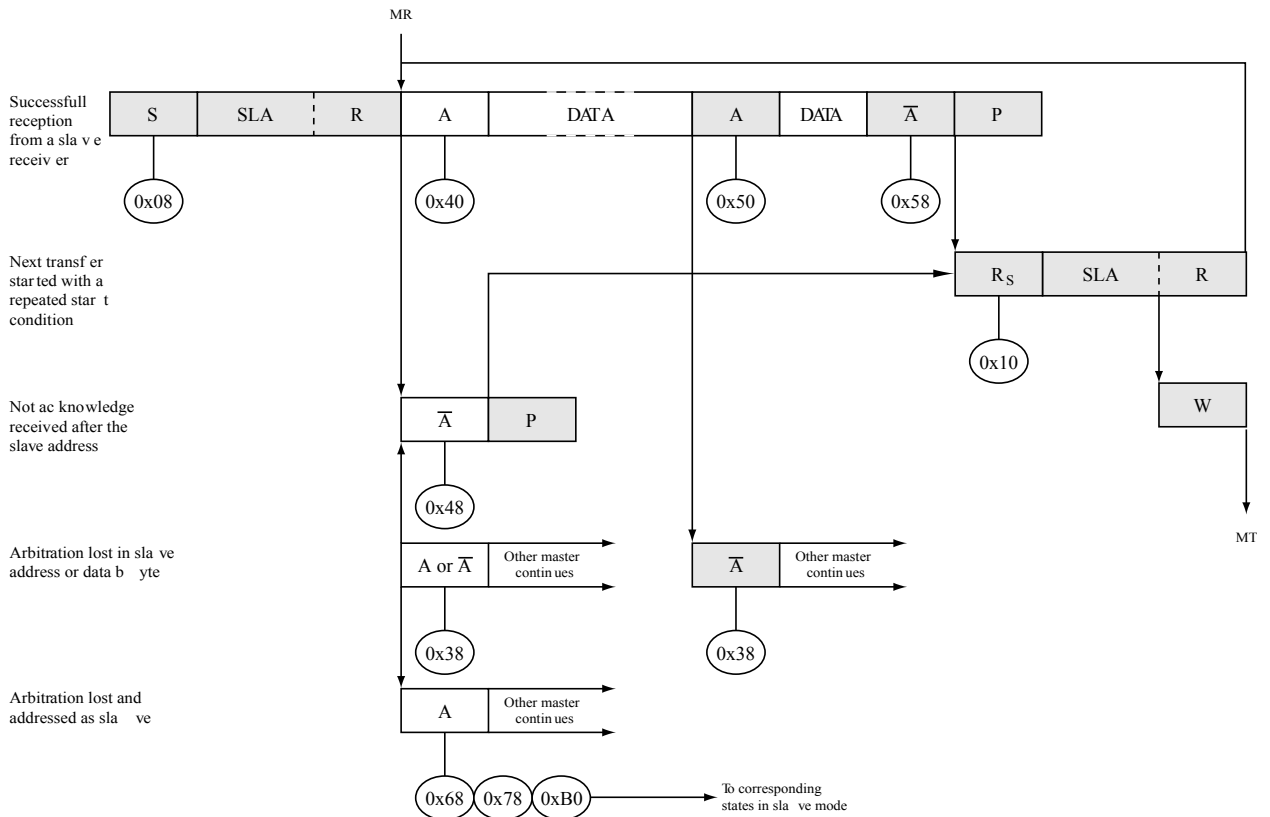 MR
Successfull
reception
from a sla v e
receiv er
S SLA R A DATA A DATA A̅ P
0x08 0x40 0x50 0x58
Next transf er
star ted with a
repeated star t
condition
RS SLA R
0x10
Not ac knowledge
received after the
slave address
A̅ P
W
0x48
MT
Arbitration lost in sla ve
address or data b yte
A or A̅ Other master
contin ues
A̅ Other master
contin ues
0x38 0x38
Arbitration lost and
addressed as sla ve
A Other master
contin ues
0x68 0x78 0xB0
To corresponding
states in sla ve mode